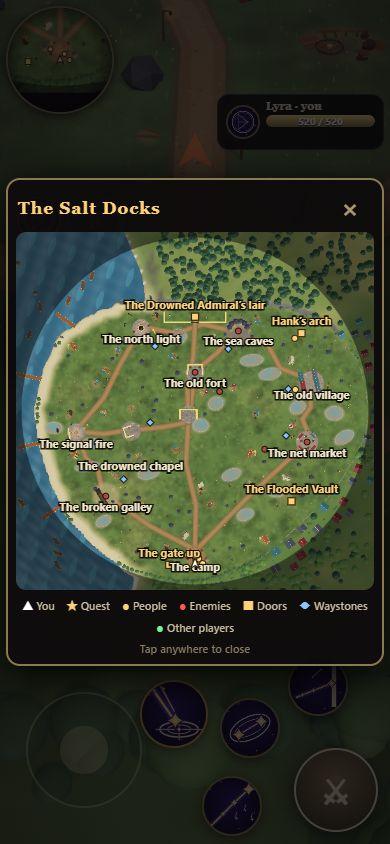 Lyra - you
520 / 520
The Salt Docks
×
The Drowned Admiral's lair
Hank's arch
The north light
The sea caves
The old fort
The old village
The signal fire
The net market
The drowned chapel
The Flooded Vault
The broken galley
The gate up
The camp
You
Quest
People
Enemies
Doors
Waystones
Other players
Tap anywhere to close